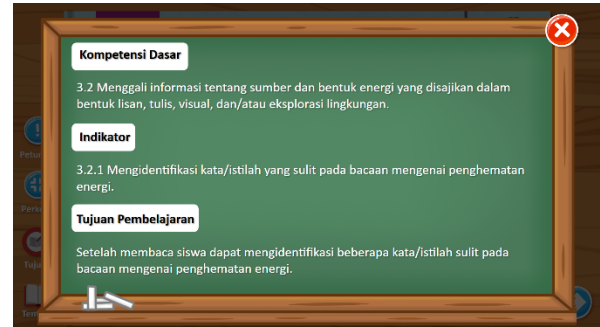 Kompetensi Dasar
3.2 Menggali informasi tentang sumber dan bentuk energi yang disajikan dalam
bentuk lisan, tulis, visual, dan/atau eksplorasi lingkungan.
Indikator
3.2.1 Mengidentifikasi kata/istilah yang sulit pada bacaan mengenai penghematan
energi.
Tujuan Pembelajaran
Setelah membaca siswa dapat mengidentifikasi beberapa kata/istilah sulit pada
bacaan mengenai penghematan energi.